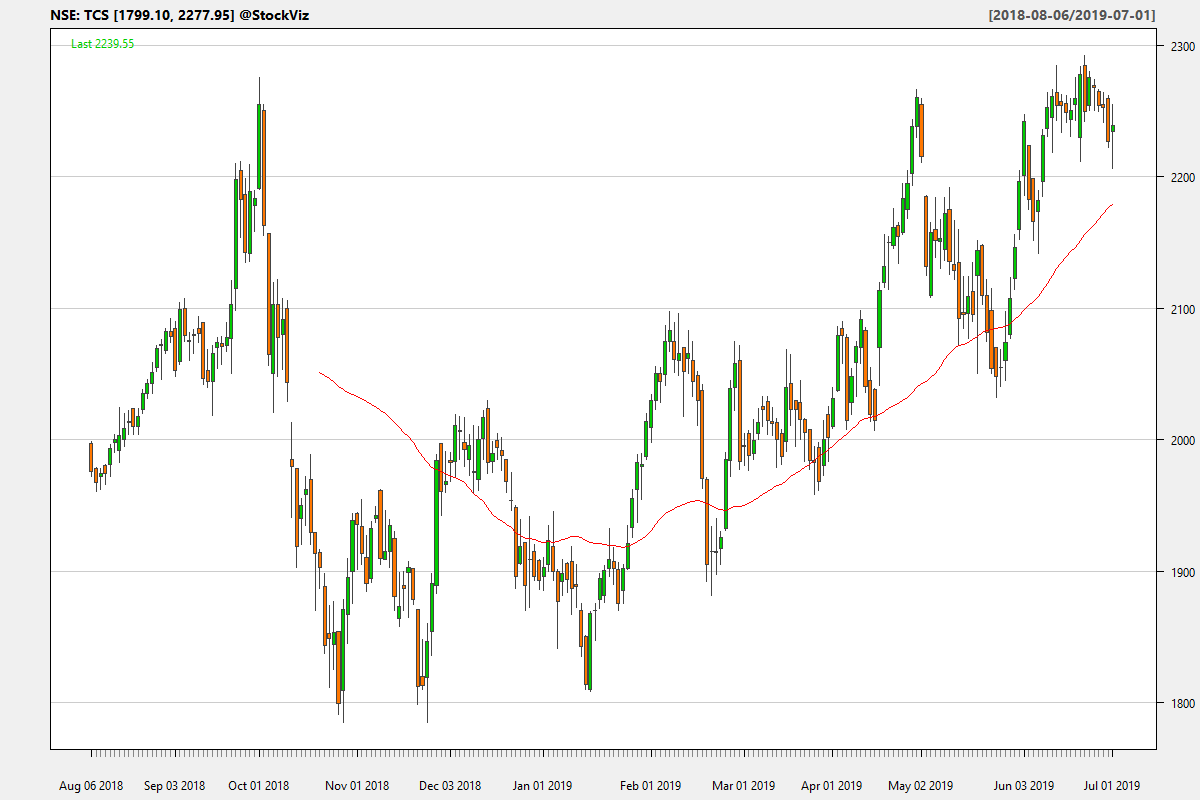 NSE: TCS [1799.10, 2277.95] @StockViz [2018-08-06/2019-07-01]
Last 2239.55
2300
2200
2100
2000
1900
1800
Aug 06 2018 Sep 03 2018 Oct 01 2018 Nov 01 2018 Dec 03 2018 Jan 01 2019 Feb 01 2019 Mar 01 2019 Apr 01 2019 May 02 2019 Jun 03 2019 Jul 01 2019